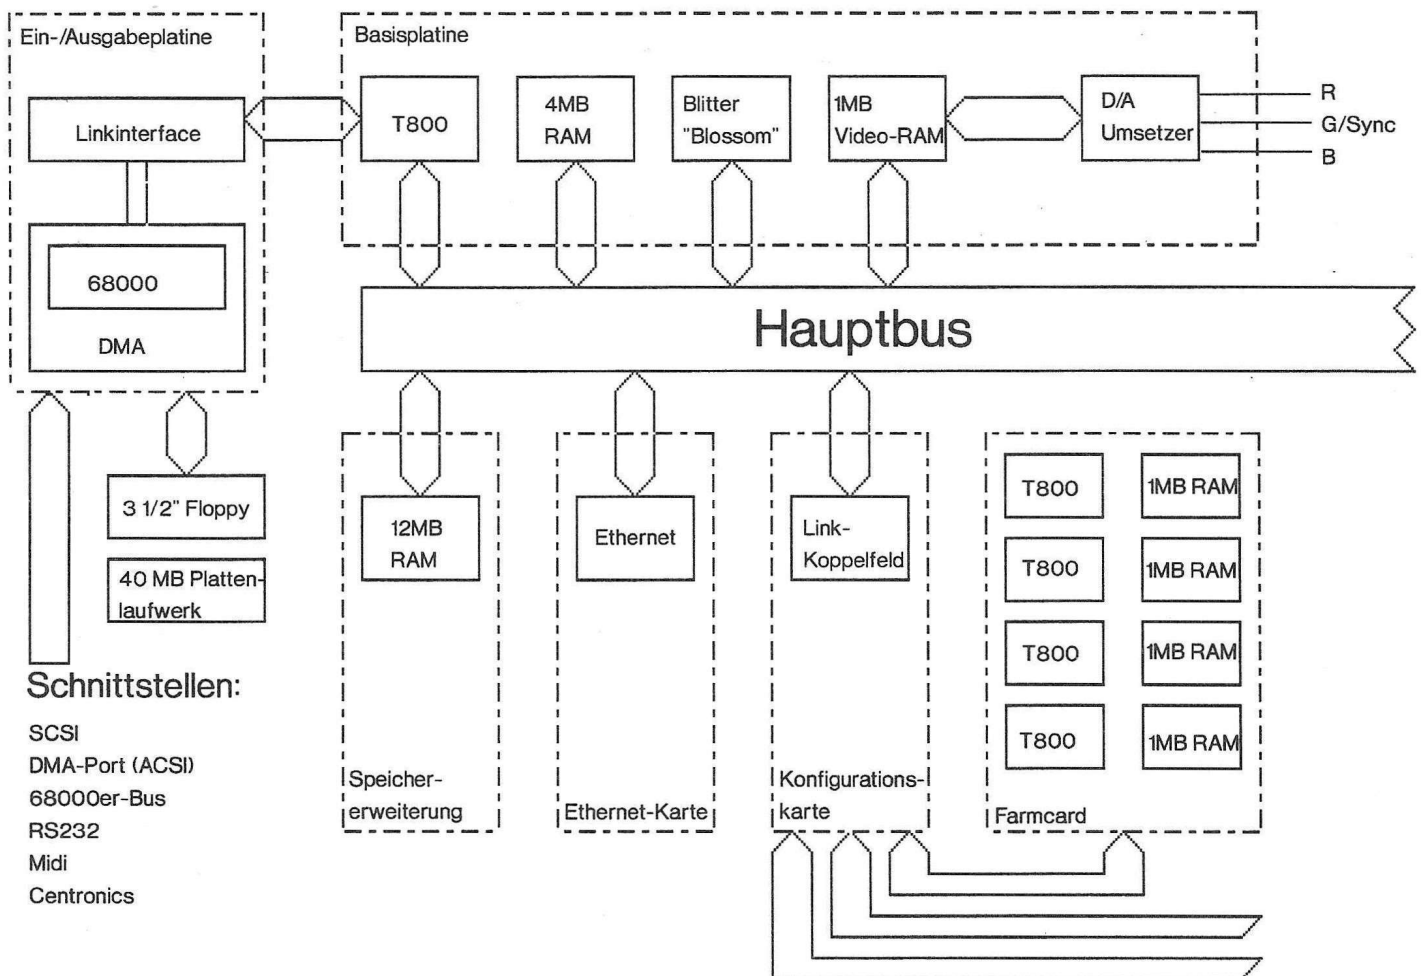 Ein-/Ausgabeplatine
Linkinterface
68000
DMA
Basisplatine
T800
4MB
RAM
Blitter
"Blossom"
1MB
Video-RAM
D/A
Umsetzer
R
G/Sync
B
Hauptbus
3 1/2" Floppy
40 MB Platten-
laufwerk
Schnittstellen:
SCSI
DMA-Port (ACSI)
68000er-Bus
RS232
Midi
Centronics
12MB
RAM
Speicher-
erweiterung
Ethernet
Ethernet-Karte
Link-
Koppelfeld
Konfigurations-
karte
T800
1MB RAM
T800
1MB RAM
T800
1MB RAM
T800
1MB RAM
Farmcard